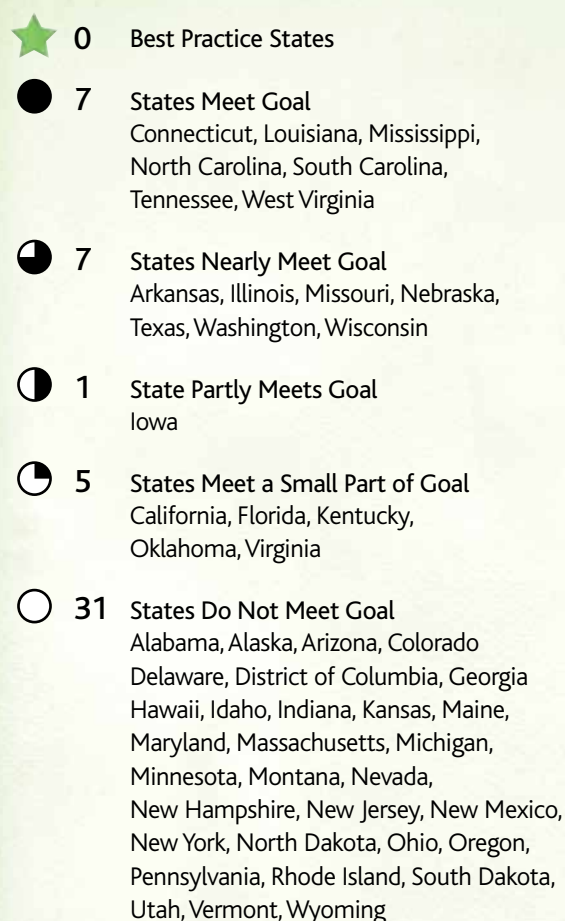 0 Best Practice States
7 States Meet Goal
Connecticut, Louisiana, Mississippi,
North Carolina, South Carolina,
Tennessee, West Virginia
7 States Nearly Meet Goal
Arkansas, Illinois, Missouri, Nebraska,
Texas, Washington, Wisconsin
1 State Partly Meets Goal
Iowa
5 States Meet a Small Part of Goal
California, Florida, Kentucky,
Oklahoma, Virginia
31 States Do Not Meet Goal
Alabama, Alaska, Arizona, Colorado
Delaware, District of Columbia, Georgia
Hawaii, Idaho, Indiana, Kansas, Maine,
Maryland, Massachusetts, Michigan,
Minnesota, Montana, Nevada,
New Hampshire, New Jersey, New Mexico,
New York, North Dakota, Ohio, Oregon,
Pennsylvania, Rhode Island, South Dakota,
Utah, Vermont, Wyoming